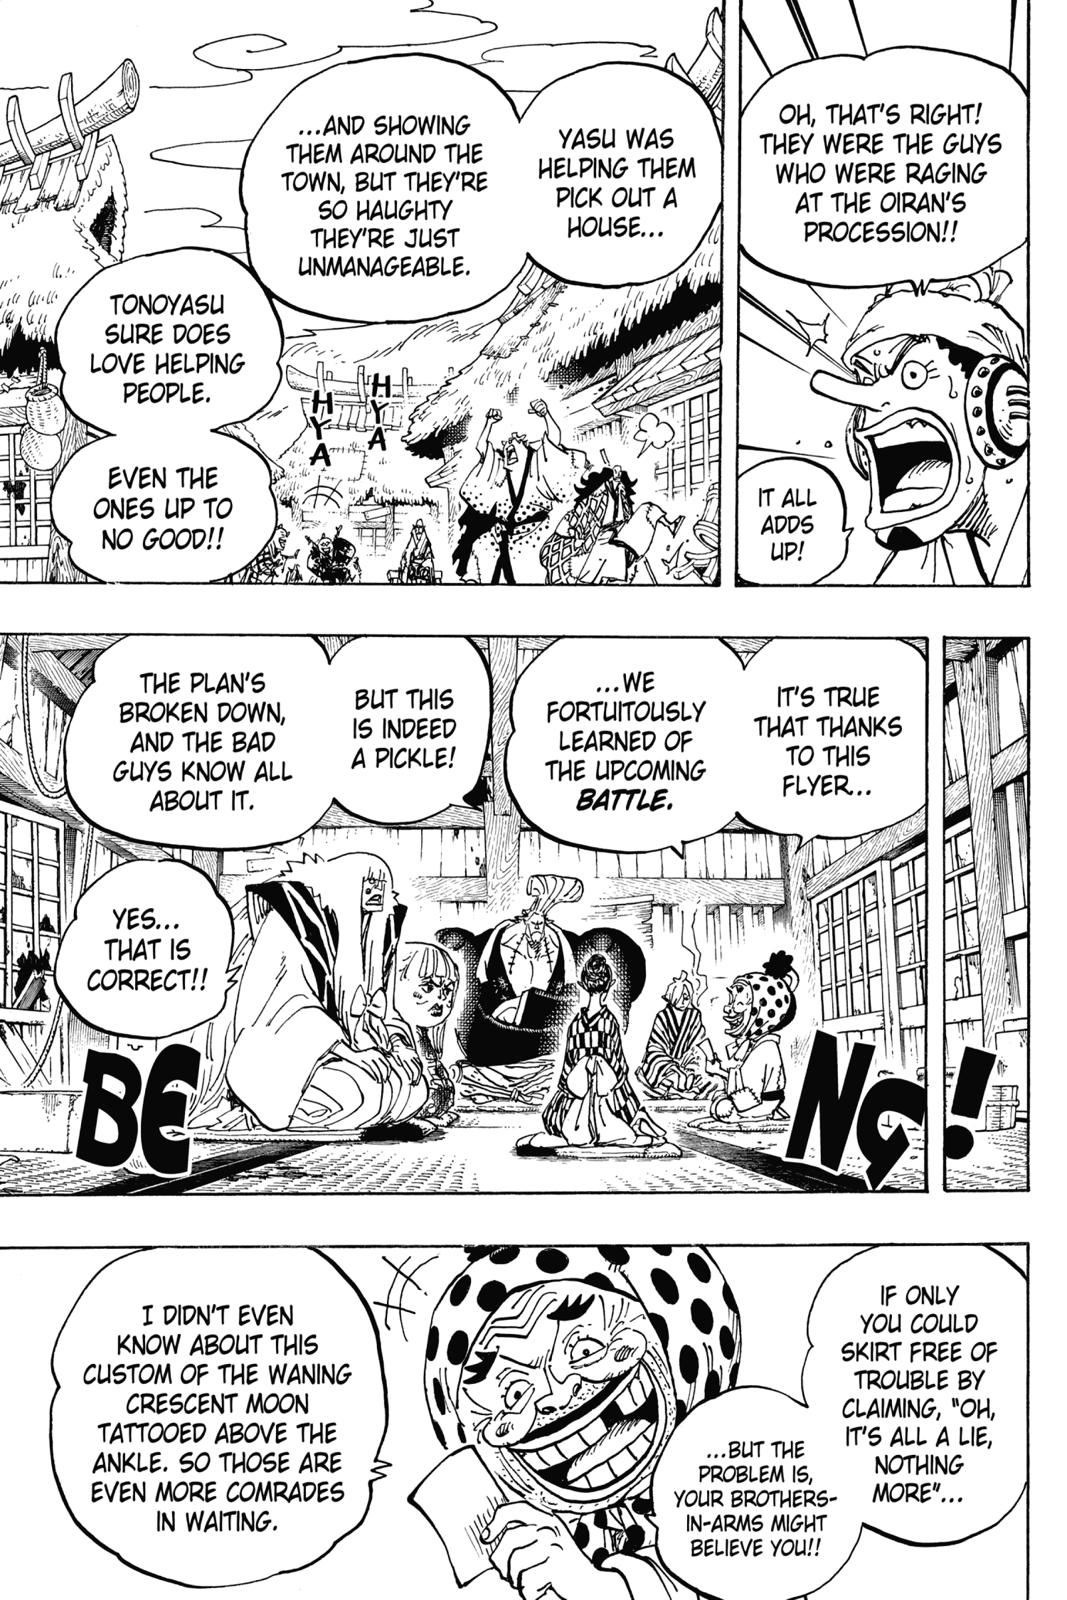 OH, THAT'S RIGHT!
THEY WERE THE GUYS
WHO WERE RAGING
AT THE OIRAN'S
PROCESSION!!
IT ALL
ADDS
UP!
YASU WAS
HELPING THEM
PICK OUT A
HOUSE...
...AND SHOWING
THEM AROUND THE
TOWN, BUT THEY'RE
SO HAUGHTY
THEY'RE JUST
UNMANAGEABLE.
TONOYASU
SURE DOES
LOVE HELPING
PEOPLE.
EVEN THE
ONES UP TO
NO GOOD!!
HYA
HYA
IT'S TRUE
THAT THANKS
TO THIS
FLYER...
...WE
FORTUITOUSLY
LEARNED OF
THE UPCOMING
BATTLE.
BUT THIS
IS INDEED
A PICKLE!
THE PLAN'S
BROKEN DOWN,
AND THE BAD
GUYS KNOW ALL
ABOUT IT.
YES...
THAT IS
CORRECT!!
BENG!
IF ONLY
YOU COULD
SKIRT FREE OF
TROUBLE BY
CLAIMING, "OH,
IT'S ALL A LIE,
NOTHING
MORE"...
...BUT THE
PROBLEM IS,
YOUR BROTHERS-
IN-ARMS MIGHT
BELIEVE YOU!!
I DIDN'T EVEN
KNOW ABOUT THIS
CUSTOM OF THE WANING
CRESCENT MOON
TATTOOED ABOVE THE
ANKLE. SO THOSE ARE
EVEN MORE COMRADES
IN WAITING.